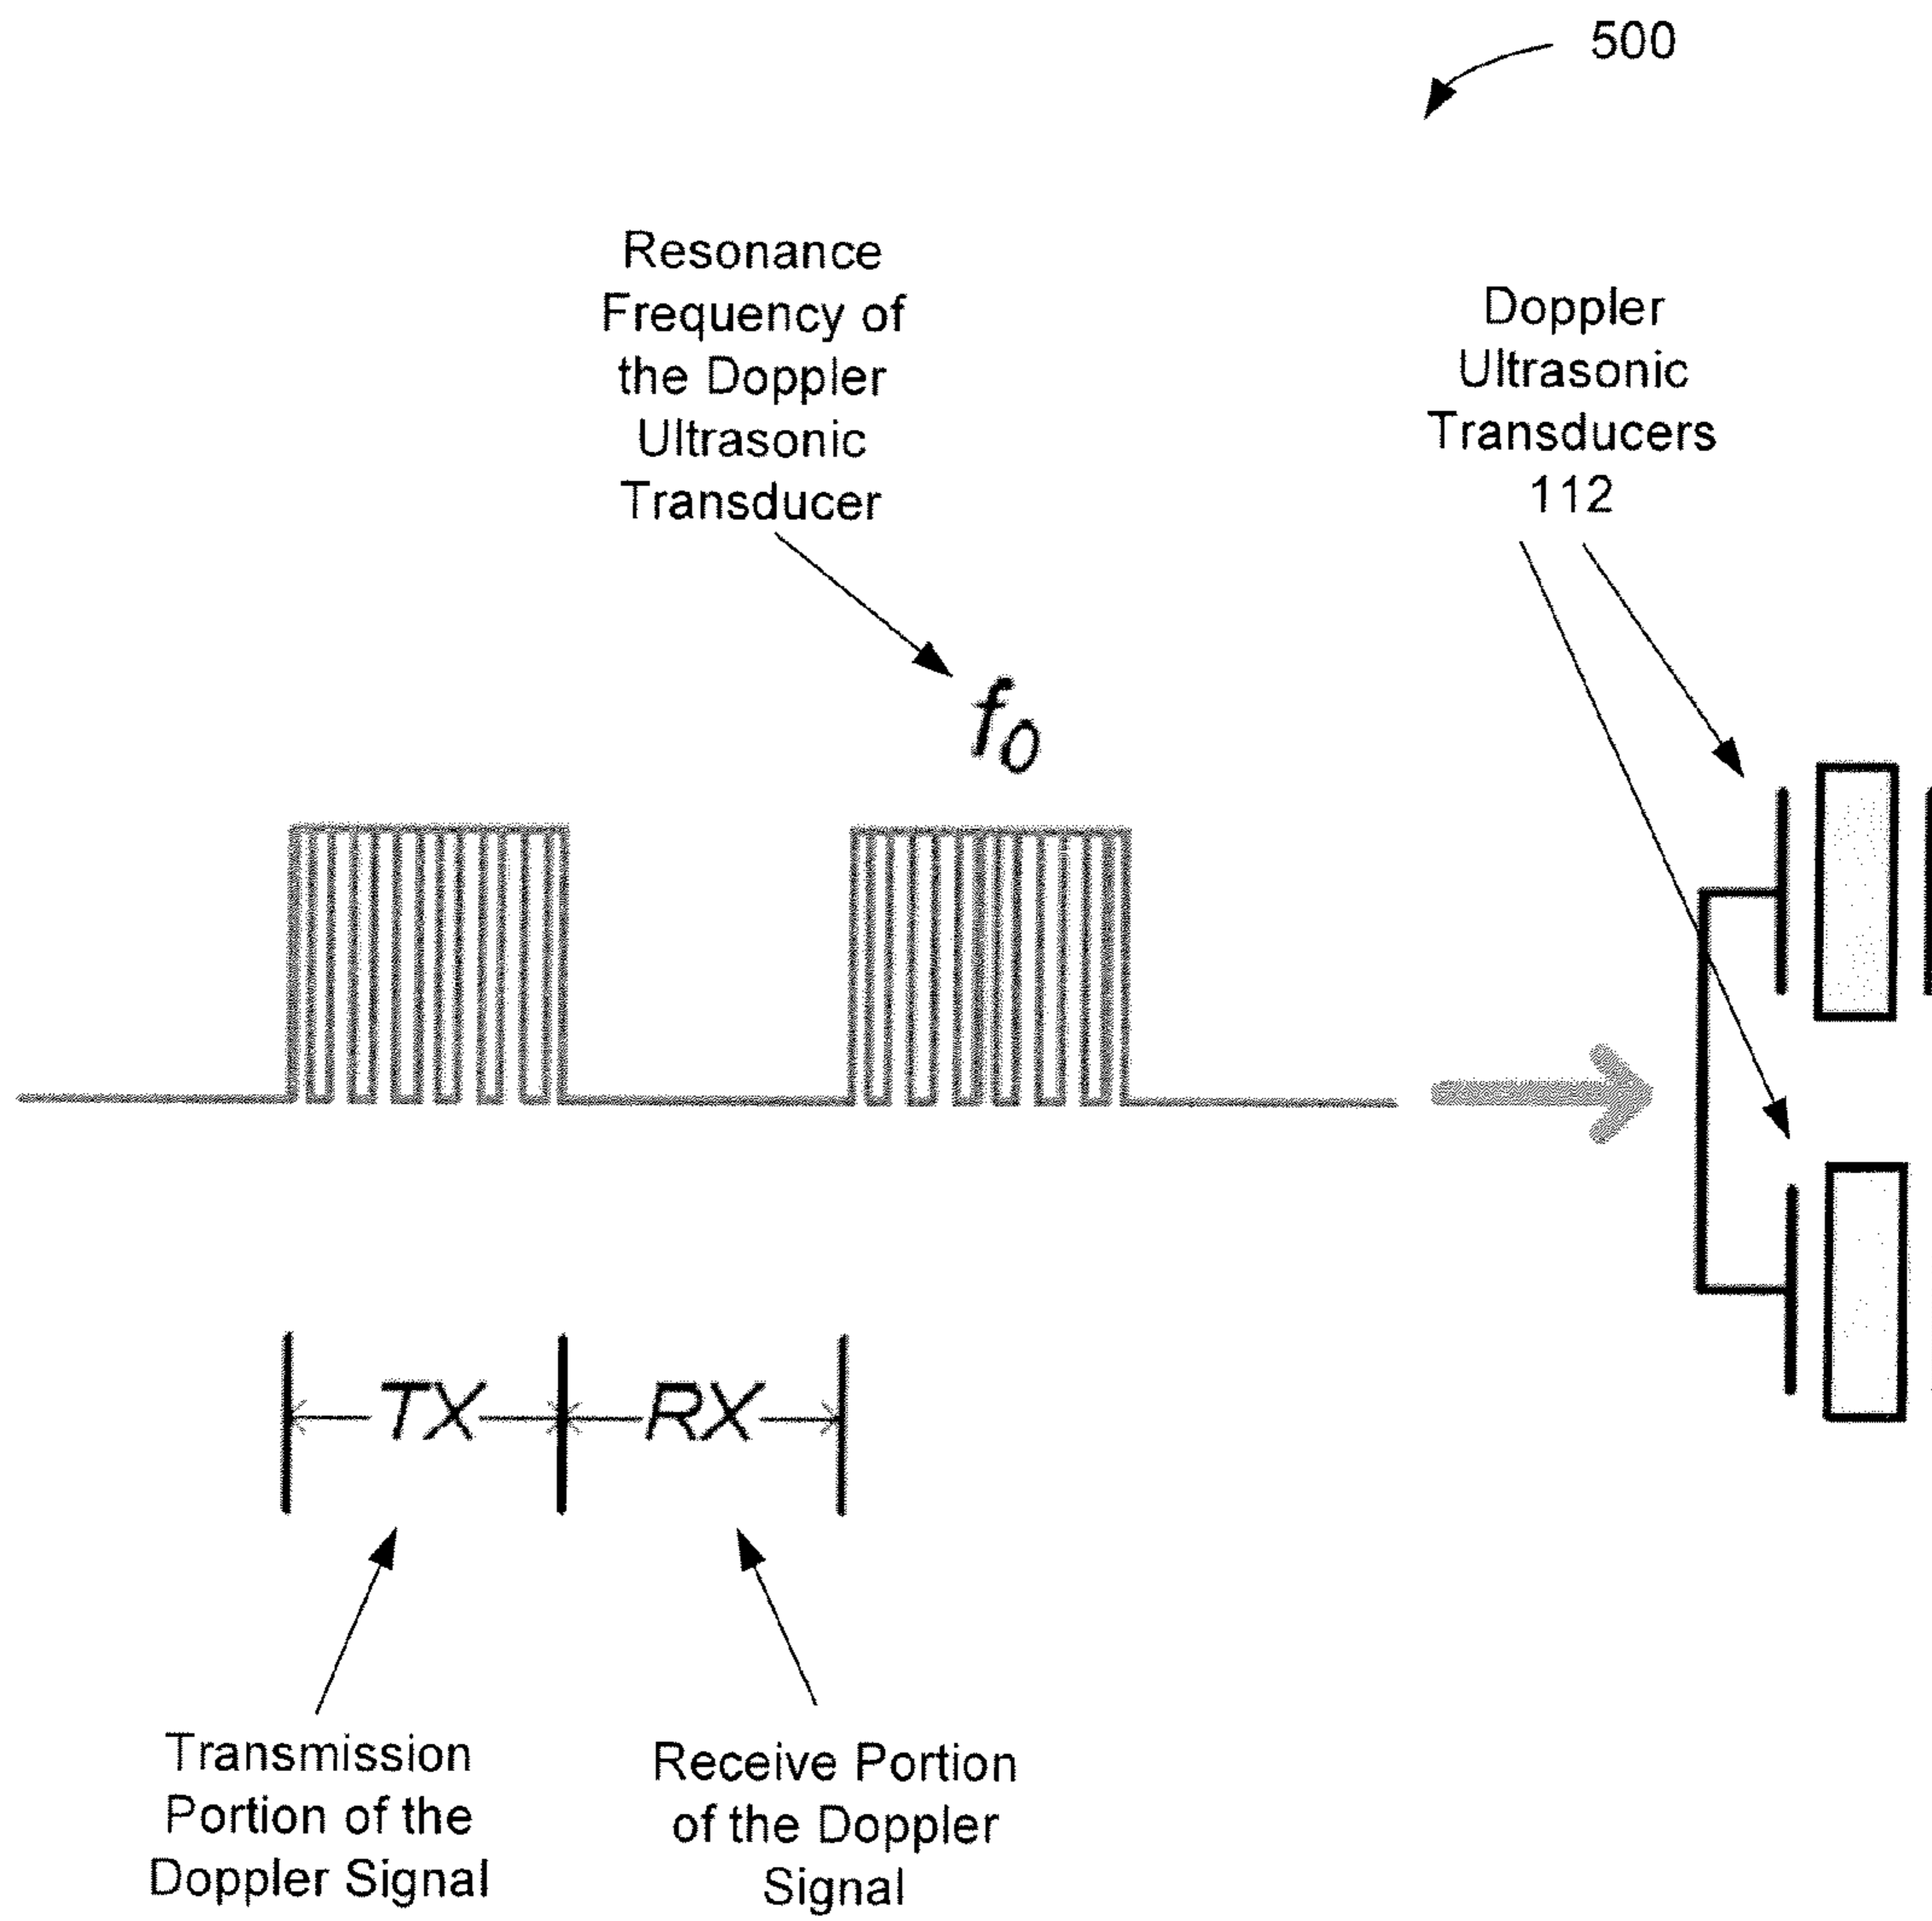 500
Resonance
Frequency of
the Doppler
Ultrasonic
Transducer
Doppler
Ultrasonic
Transducers
112
f0
TX
RX
Transmission
Portion of the
Doppler Signal
Receive Portion
of the Doppler
Signal